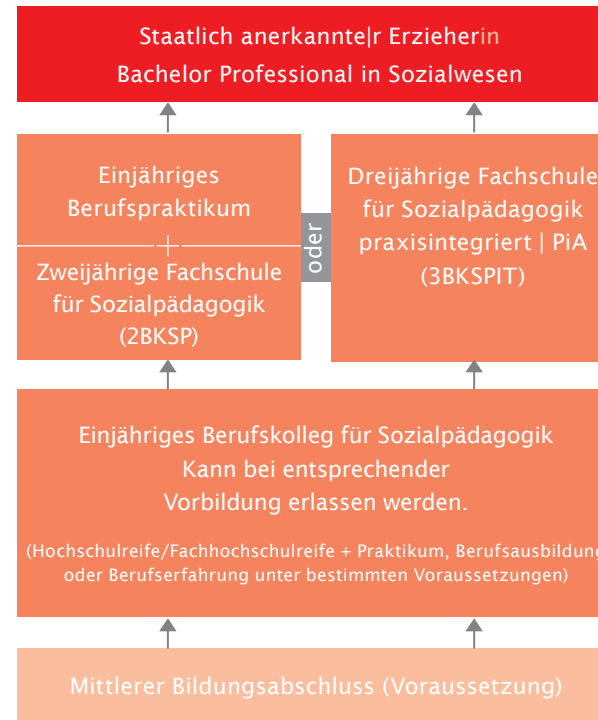 Staatlich anerkannte|r Erzieherin
Bachelor Professional in Sozialwesen
Einjähriges
Berufspraktikum
+
Zweijährige Fachschule
für Sozialpädagogik
(2BKSP)
oder
Dreijährige Fachschule
für Sozialpädagogik
praxisintegriert | PiA
(3BKSPIT)
Einjähriges Berufskolleg für Sozialpädagogik
Kann bei entsprechender
Vorbildung erlassen werden.
(Hochschulreife/Fachhochschulreife + Praktikum, Berufsausbildung
oder Berufserfahrung unter bestimmten Voraussetzungen)
Mittlerer Bildungsabschluss (Voraussetzung)